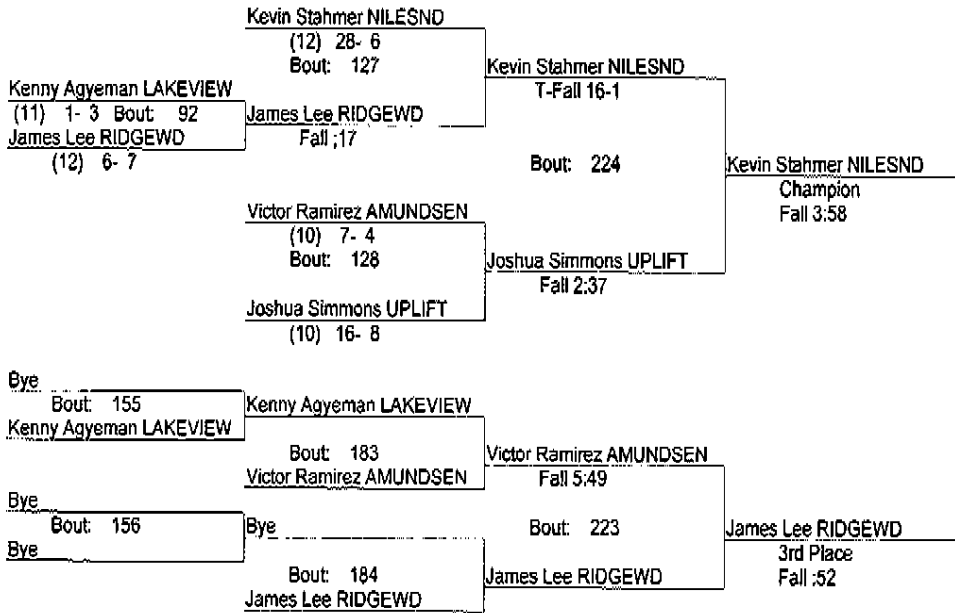 Kevin Stahmer NILESND
(12) 28- 6
Bout: 127
Kevin Stahmer NILESND
T-Fall 16-1
Kenny Agyeman LAKEVIEW
(11) 1- 3 Bout: 92
James Lee RIDGEWD
(12) 6- 7
James Lee RIDGEWD
Fall ;17
Bout: 224
Kevin Stahmer NILESND
Champion
Fall 3:58
Victor Ramirez AMUNDSEN
(10) 7- 4
Bout: 128
Joshua Simmons UPLIFT
Fall 2:37
Joshua Simmons UPLIFT
(10) 16- 8
Bye
Bout: 155
Kenny Agyeman LAKEVIEW
Kenny Agyeman LAKEVIEW
Bout: 183
Victor Ramirez AMUNDSEN
Victor Ramirez AMUNDSEN
Fall 5:49
Bye
Bout: 156
Bye
Bye
Bout: 184
James Lee RIDGEWD
Bout: 223
James Lee RIDGEWD
James Lee RIDGEWD
3rd Place
Fall :52